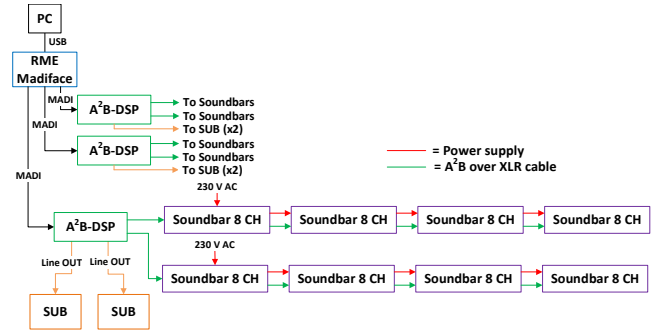 PC
USB
RME
Madiface
MADI
A²B-DSP
To Soundbars
To Soundbars
To SUB (x2)
MADI
A²B-DSP
To Soundbars
To Soundbars
To SUB (x2)
= Power supply
= A²B over XLR cable
MADI
230 V AC
A²B-DSP
Soundbar 8 CH
Soundbar 8 CH
Soundbar 8 CH
Soundbar 8 CH
230 V AC
Line OUT
Line OUT
Soundbar 8 CH
Soundbar 8 CH
Soundbar 8 CH
Soundbar 8 CH
SUB
SUB